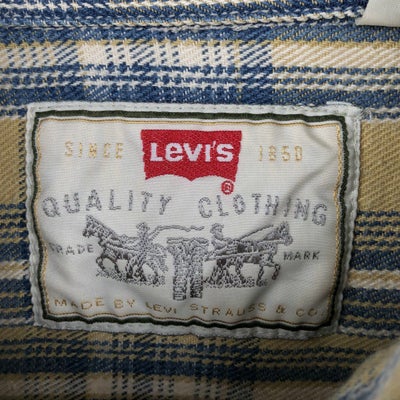 SINCE LEVI'S 1850
®
QUALITY CLOTHING
TRADE MARK
MADE BY LEVI STRAUSS & CO